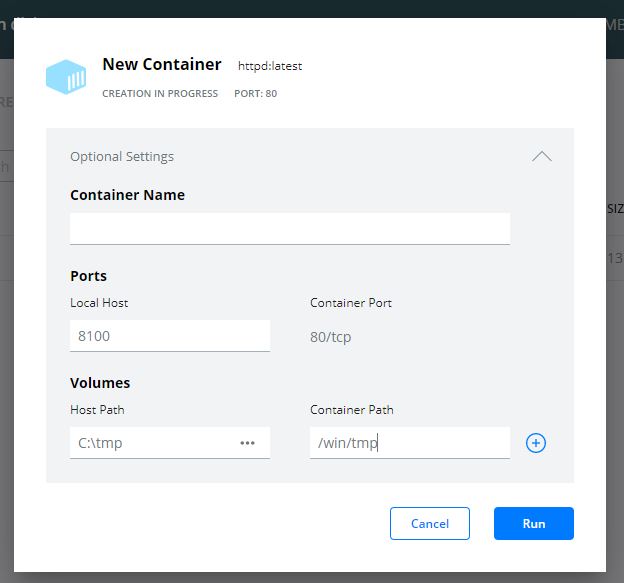 New Container httpd:latest
CREATION IN PROGRESS PORT: 80
Optional Settings
Container Name
Ports
Local Host Container Port
8100 80/tcp
Volumes
Host Path Container Path
C:\tmp ••• /win/tmp
Cancel Run